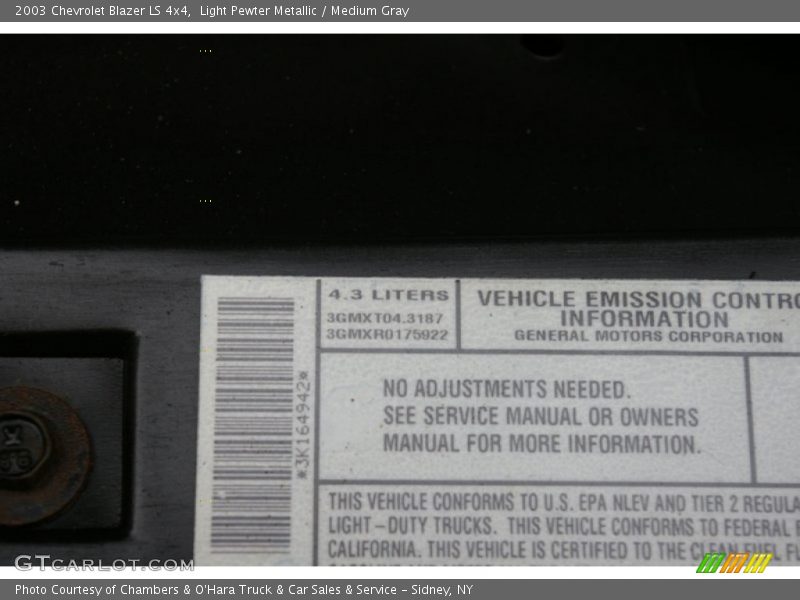 2003 Chevrolet Blazer LS 4x4, Light Pewter Metallic / Medium Gray
4.3 LITERS
3GMXT04.3187
3GMXR0175922
VEHICLE EMISSION CONTRO
INFORMATION
GENERAL MOTORS CORPORATION
*3K164942*
NO ADJUSTMENTS NEEDED.
SEE SERVICE MANUAL OR OWNERS
MANUAL FOR MORE INFORMATION.
THIS VEHICLE CONFORMS TO U.S. EPA NLEV AND TIER 2 REGULA
LIGHT-DUTY TRUCKS. THIS VEHICLE CONFORMS TO FEDERAL
CALIFORNIA. THIS VEHICLE IS CERTIFIED TO THE CLEAN FUEL
GTcarlot.com
Photo Courtesy of Chambers & O'Hara Truck & Car Sales & Service - Sidney, NY